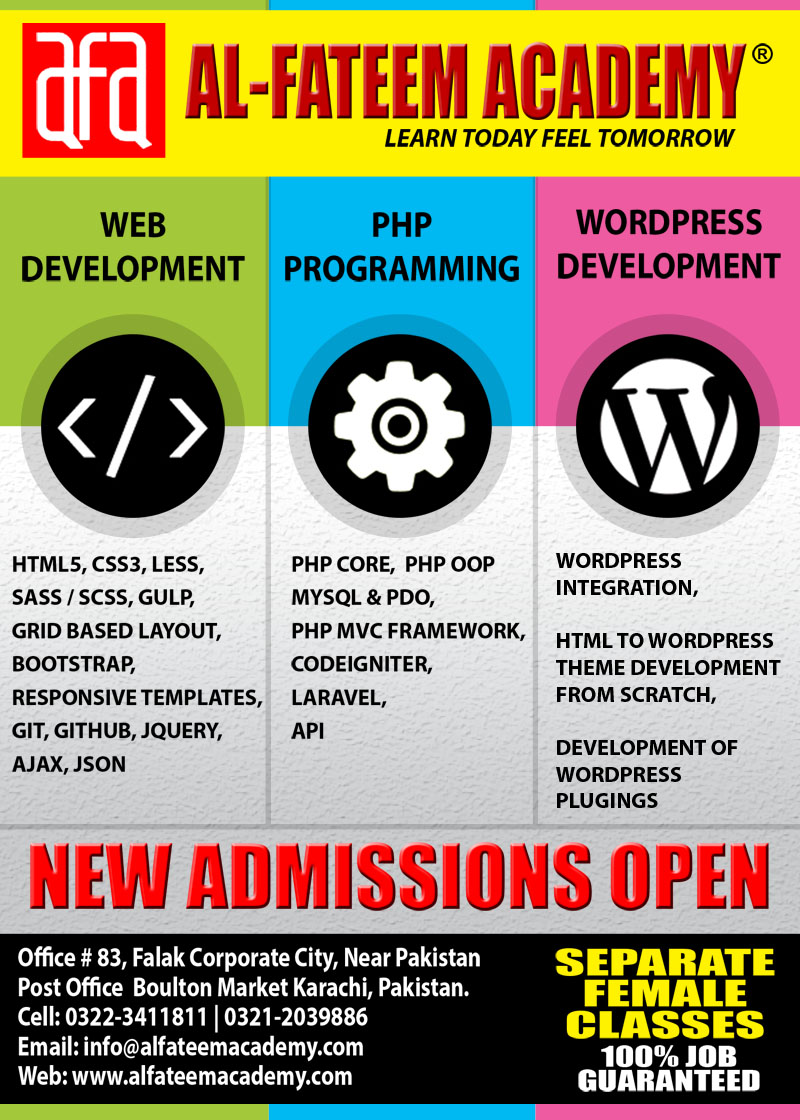 afa
AL-FATEEM ACADEMY®
LEARN TODAY FEEL TOMORROW
WEB
DEVELOPMENT
HTML5, CSS3, LESS,
SASS / SCSS, GULP,
GRID BASED LAYOUT,
BOOTSTRAP,
RESPONSIVE TEMPLATES,
GIT, GITHUB, JQUERY,
AJAX, JSON
PHP
PROGRAMMING
PHP CORE, PHP OOP
MYSQL & PDO,
PHP MVC FRAMEWORK,
CODEIGNITER,
LARAVEL,
API
WORDPRESS
DEVELOPMENT
W
WORDPRESS
INTEGRATION,
HTML TO WORDPRESS
THEME DEVELOPMENT
FROM SCRATCH,
DEVELOPMENT OF
WORDPRESS
PLUGINGS
NEW ADMISSIONS OPEN
Office # 83, Falak Corporate City, Near Pakistan
Post Office Boulton Market Karachi, Pakistan.
Cell: 0322-3411811 | 0321-2039886
Email: info@alfateemacademy.com
Web: www.alfateemacademy.com
SEPARATE
FEMALE
CLASSES
100% JOB
GUARANTEED